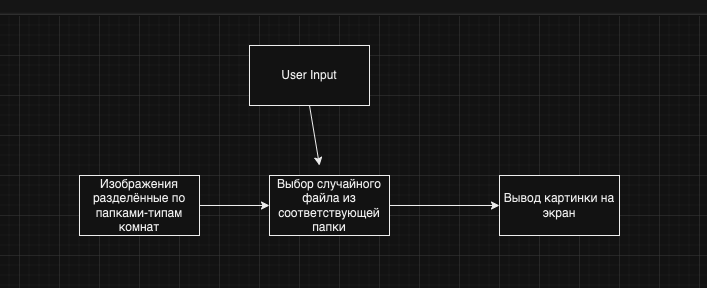 User Input
Изображения
разделённые по
папками-типам
комнат
Выбор случайного
файла из
соответствующей
папки
Вывод картинки на
экран